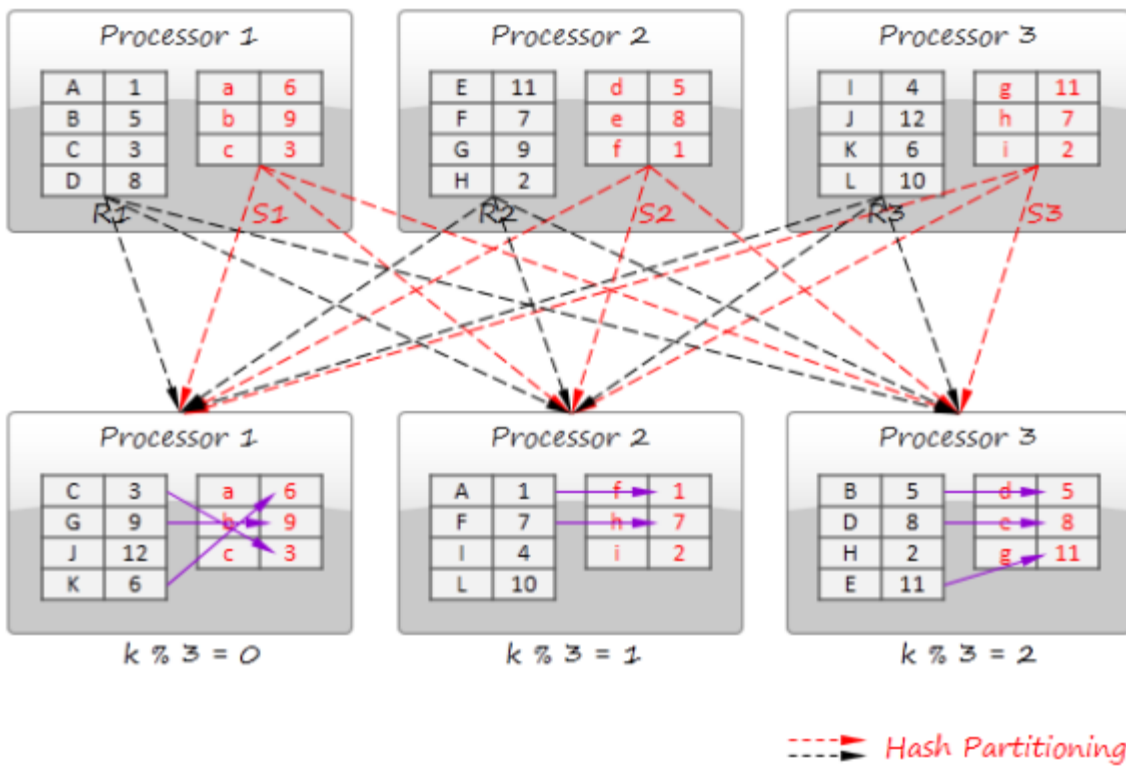 Processor 1
A 1
B 5
C 3
D 8
a 6
b 9
c 3
R1
S1
Processor 2
E 11
F 7
G 9
H 2
d 5
e 8
f 1
R2
S2
Processor 3
I 4
J 12
K 6
L 10
g 11
h 7
i 2
R3
S3
Processor 1
C 3
G 9
J 12
K 6
a 6
b 9
c 3
k % 3 = 0
Processor 2
A 1
F 7
I 4
L 10
f 1
h 7
i 2
k % 3 = 1
Processor 3
B 5
D 8
H 2
E 11
d 5
e 8
g 11
k % 3 = 2
Hash Partitioning